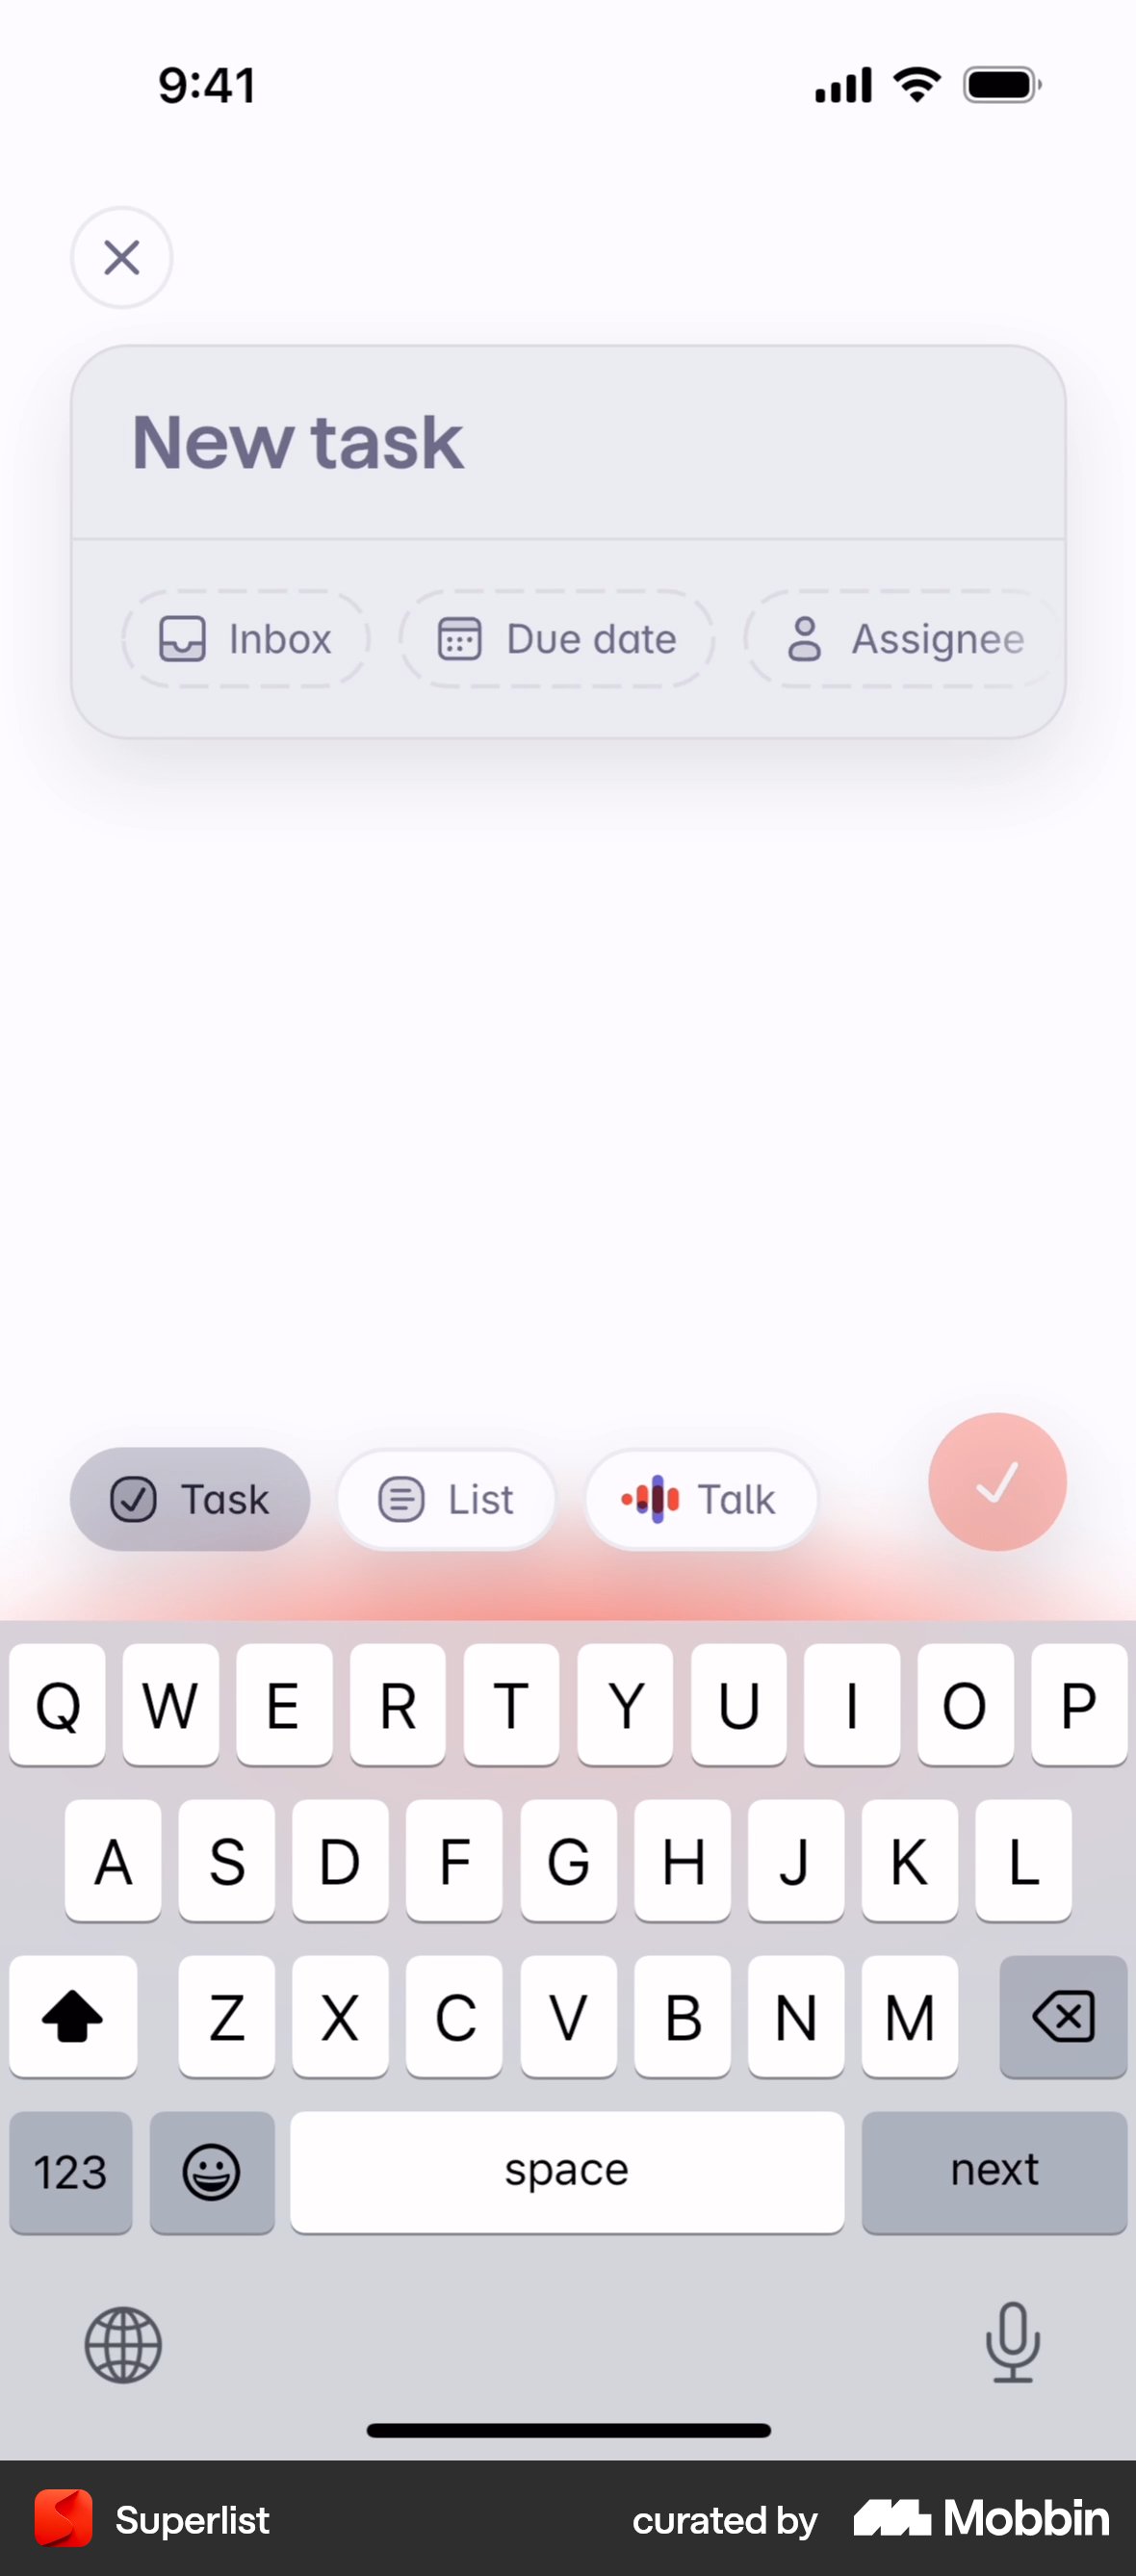 9:41
New task
Inbox Due date Assignee
Task List Talk
Q W E R T Y U I O P
A S D F G H J K L
Z X C V B N M
123 space next
Superlist curated by Mobbin